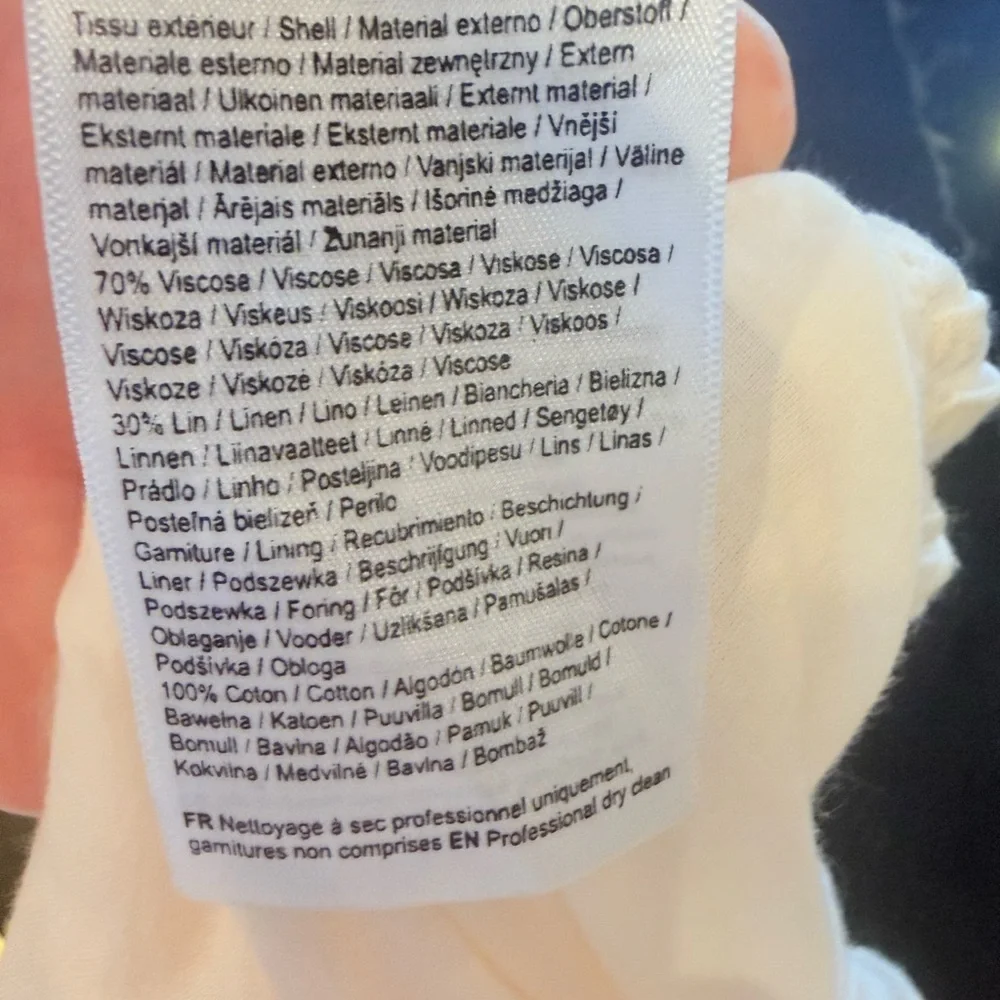 Tissu extérieur / Shell / Material externo / Oberstoff /
Materiale esterno / Materiał zewnętrzny / Extern
materiaal / Ulkoinen materiaali / Externt material /
Eksternt materiale / Eksternt materiale / Vnější
materiál / Material externo / Vanjski materijal / Väline
materjal / Ārējais materiāls / Išorinė medžiaga /
Vonkajší materiál / Zunanji material
70% Viscose / Viscose / Viscosa / Viskose / Viscosa /
Wiskoza / Viskeus / Viskoosi / Wiskoza / Viskose /
Viscose / Viskóza / Viscose / Viskoza / Viskoos /
Viskoze / Viskozė / Viskóza / Viscose
30% Lin / Linen / Lino / Leinen / Biancheria / Bielizna /
Linnen / Liinavaatteet / Linné / Linned / Sengetøy /
Prádlo / Linho / Posteljina / Voodipesu / Lins / Linas /
Posteľná bielizeň / Perilo
Garniture / Lining / Recubrimiento / Beschichtung /
Liner / Podszewka / Beschrijfgung / Vuori /
Podszewka / Foring / Fôr / Podšívka / Resina /
Oblaganje / Vooder / Uzlikšana / Pamušalas /
Podšívka / Obloga
100% Coton / Cotton / Algodón / Baumwolle / Cotone /
Bawełna / Katoen / Puuvilla / Bomull / Bomuld /
Bomull / Bavlna / Algodão / Pamuk / Puuvill /
Kokvilna / Medvilnė / Bavlna / Bombaž
FR Nettoyage à sec professionnel uniquement,
garnitures non comprises EN Professional dry clean